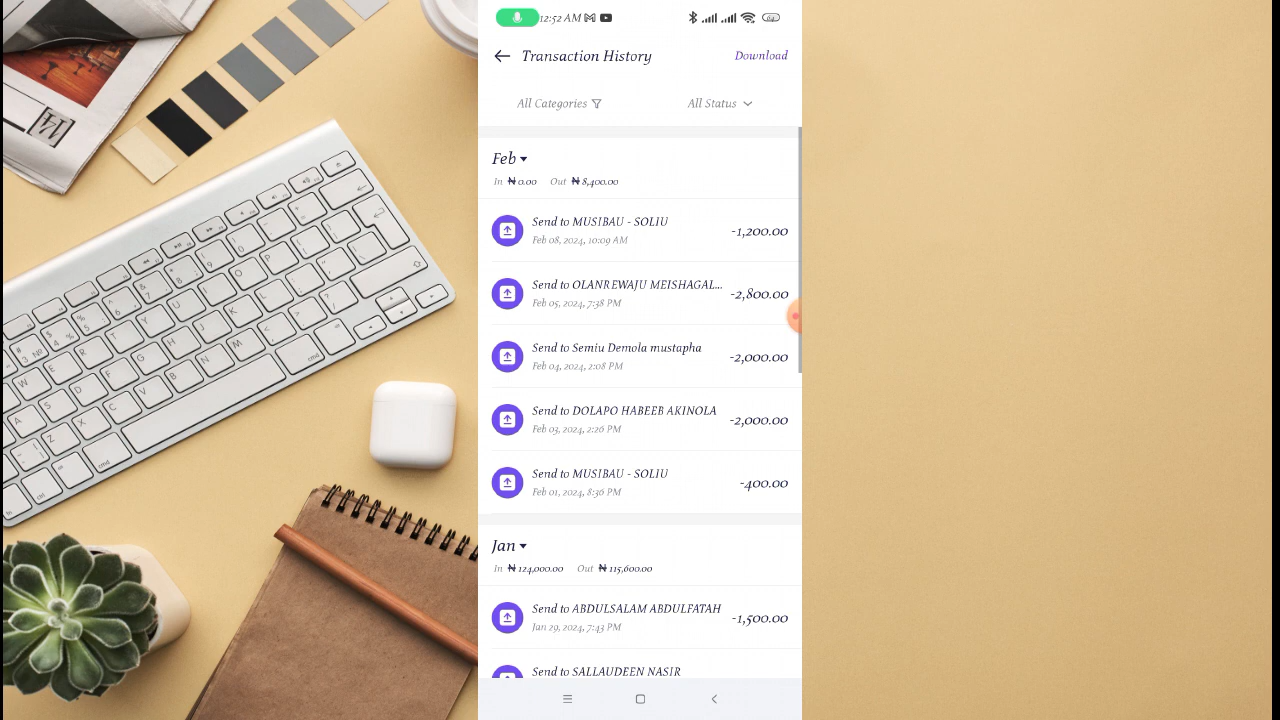 12:52 AM
64
Transaction History
Download
All Categories
All Status
Feb
In ₦ 0.00 Out ₦ 8,400.00
Send to MUSIBAU - SOLIU
Feb 08, 2024, 10:09 AM
-1,200.00
Send to OLANREWAJU MEISHAGAL...
Feb 05, 2024, 7:38 PM
-2,800.00
Send to Semiu Demola mustapha
Feb 04, 2024, 2:08 PM
-2,000.00
Send to DOLAPO HABEEB AKINOLA
Feb 03, 2024, 2:26 PM
-2,000.00
Send to MUSIBAU - SOLIU
Feb 01, 2024, 8:36 PM
-400.00
Jan
In ₦ 124,000.00 Out ₦ 115,600.00
Send to ABDULSALAM ABDULFATAH
Jan 29, 2024, 7:43 PM
-1,500.00
Send to SALLAUDEEN NASIR